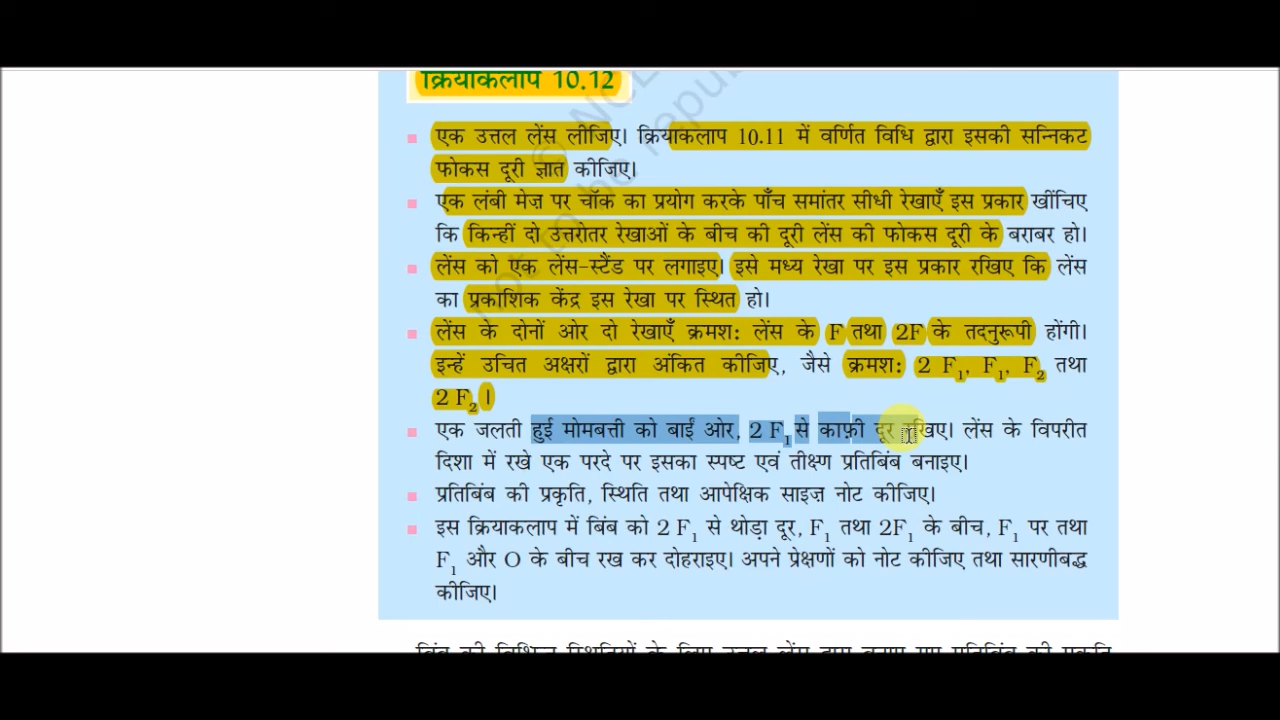 क्रियाकलाप 10.12
एक उत्तल लेंस लीजिए। क्रियाकलाप 10.11 में वर्णित विधि द्वारा इसकी सन्निकट
फोकस दूरी ज्ञात कीजिए।
एक लंबी मेज़ पर चॉक का प्रयोग करके पाँच समांतर सीधी रेखाएँ इस प्रकार खींचिए
कि किन्हीं दो उत्तरोतर रेखाओं के बीच की दूरी लेंस की फोकस दूरी के बराबर हो।
लेंस को एक लेंस-स्टैंड पर लगाइए। इसे मध्य रेखा पर इस प्रकार रखिए कि लेंस
का प्रकाशिक केंद्र इस रेखा पर स्थित हो।
लेंस के दोनों ओर दो रेखाएँ क्रमश: लेंस के F तथा 2F के तदनुरूपी होंगी।
इन्हें उचित अक्षरों द्वारा अंकित कीजिए, जैसे क्रमश: 2 F₁, F₁, F₂ तथा
2 F₂ ।
एक जलती हुई मोमबत्ती को बाईं ओर, 2 F₁ से काफ़ी दूर रखिए। लेंस के विपरीत
दिशा में रखे एक परदे पर इसका स्पष्ट एवं तीक्ष्ण प्रतिबिंब बनाइए।
प्रतिबिंब की प्रकृति, स्थिति तथा आपेक्षिक साइज़ नोट कीजिए।
इस क्रियाकलाप में बिंब को 2 F₁ से थोड़ा दूर, F₁ तथा 2F₁ के बीच, F₁ पर तथा
F₁ और O के बीच रख कर दोहराइए। अपने प्रेक्षणों को नोट कीजिए तथा सारणीबद्ध
कीजिए।